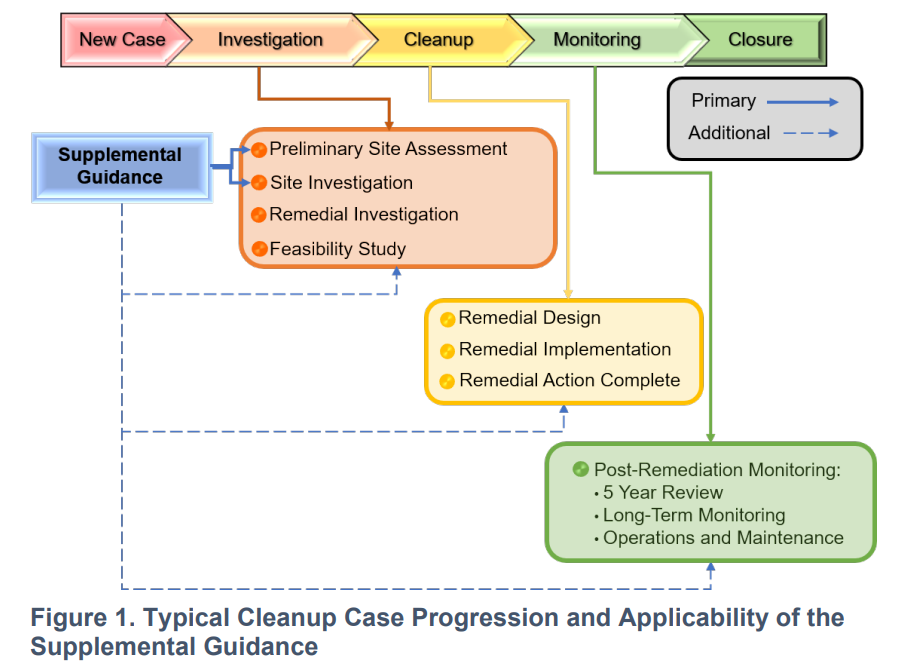 New Case
Investigation
Cleanup
Monitoring
Closure
Primary
Additional
Supplemental
Guidance
Preliminary Site Assessment
Site Investigation
Remedial Investigation
Feasibility Study
Remedial Design
Remedial Implementation
Remedial Action Complete
Post-Remediation Monitoring:
• 5 Year Review
• Long-Term Monitoring
• Operations and Maintenance
Figure 1. Typical Cleanup Case Progression and Applicability of the
Supplemental Guidance